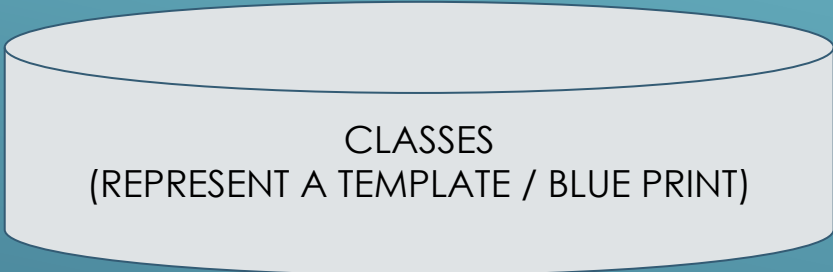 CLASSES
(REPRESENT A TEMPLATE / BLUE PRINT)